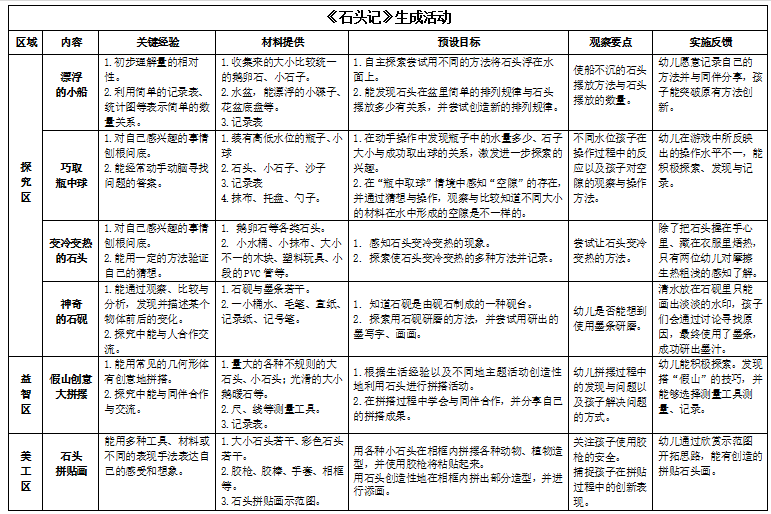 《石头记》生成活动
区域 内容 关键经验 材料提供 预设目标 观察要点 实施反馈
探究区
漂浮的小船
1.初步理解量的相对性。
2.利用简单的记录表、统计图等表示简单的数量关系。
1.收集来的大小比较统一的鹅卵石、小石子。
2.水盆，能漂浮的小碟子、花盆底盘等。
3.记录表
1.自主探索尝试用不同的方法将石头浮在水面上。
2.能发现石头在盆里简单的排列规律与石头摆放多少有关系，并尝试创造新的排列规律。
使船不沉的石头摆放方法与石头摆放的数量。
幼儿愿意记录自己的方法并与同伴分享，孩子能突破原有方法创新。
巧取瓶中球
1.对自己感兴趣的事情刨根问底。
2.能经常动手动脑寻找问题的答案。
1.装有高低水位的瓶子、小球
2.石头、小石子、沙子
3.记录表
4.抹布、托盘、勺子。
1.在动手操作中发现瓶子中的水量多少、石子大小与成功取出球的关系，激发进一步探索的兴趣。
2.在“瓶中取球”情境中感知“空隙”的存在，并通过猜想与操作，观察与比较知道不同大小的材料在水中形成的空隙是不一样的。
不同水位孩子在操作过程中的反应以及孩子对空隙的观察与操作方法。
幼儿在游戏中所反映出的操作水平不一，能积极探索、发现与记录。
变冷变热的石头
1.对自己感兴趣的事情刨根问底。
2.能用一定的方法验证自己的猜想。
1. 鹅卵石等各类石头。
2. 小水桶、小抹布、大小不一的木块、塑料玩具、小段的PVC管等。
1. 感知石头变冷变热的现象。
2. 探索使石头变冷变热的多种方法并记录。
尝试让石头变冷变热的方法。
除了把石头握在手心里、藏在衣服里焐热，只有两位幼儿对摩擦生热粗浅的感知了解。
神奇的石砚
1.能通过观察、比较与分析，发现并描述某个物体前后的变化。
2.探究中能与人合作交流。
1.石砚与墨条若干。
2.一小桶水、毛笔、宣纸、记录纸、记号笔。
1. 知道石砚是由砚石制成的一种砚台。
2. 探索用石砚研磨的方法，并尝试用研出的墨写字、画画。
幼儿是否能想到使用墨条研磨。
清水放在石砚里只能画出淡淡的水印，孩子们会通过讨论寻找原因，最终使用了墨条，成功研出墨汁。
益智区
假山创意大拼搭
1.能用常见的几何形体有创意地拼搭。
2.探究中能与同伴合作与交流。
1.量大的各种不规则的大石头、小石头；光滑的大小鹅暖石等。
2.尺、线等测量工具。
3.记录表。
1.根据生活经验以及不同地主题活动创造性地利用石头进行拼搭活动。
2.在拼搭过程中学会与同伴合作，并分享自己的拼搭成果。
幼儿拼搭过程中的发现与问题以及孩子解决问题的方式。
幼儿能积极探索。发现搭“假山”的技巧，并能够选择测量工具测量、记录。
美工区
石头拼贴画
能用多种工具、材料或不同的表现手法表达自己的感受和想象。
1.大小石头若干、彩色石头若干。
2.胶枪、胶棒、手套、相框等。
3.石头拼贴画示范图。
用各种小石头在相框内拼摆各种动物、植物造型，并使用胶枪将粘贴起来。
用石头创造性地在相框内拼出部分造型，并进行添画。
关注孩子使用胶枪的安全。
捕捉孩子在拼贴过程中的创新表现。
幼儿通过欣赏示范图开拓思路，能有创造的拼贴石头画。